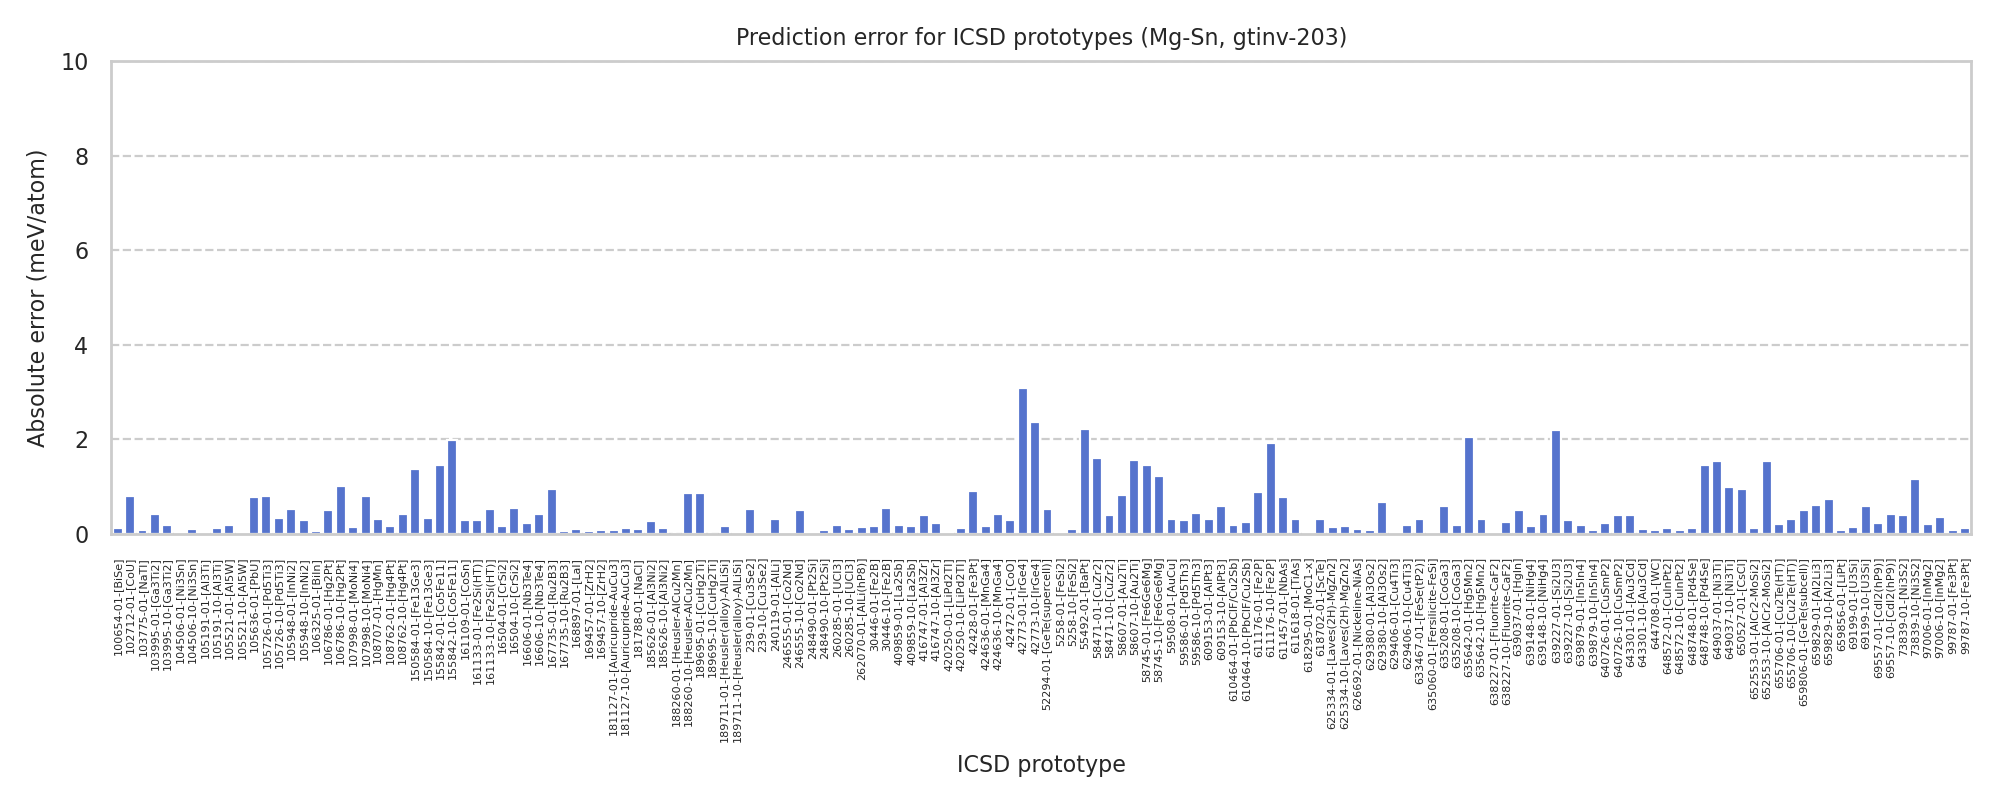 Prediction error for ICSD prototypes (Mg-Sn, gtinv-203)
Absolute error (meV/atom)
10
8
6
4
2
0
100654-01-[BiSe]
102712-01-[CoU]
103775-01-[NaTl]
103995-01-[Ga3Ti2]
103995-10-[Ga3Ti2]
104506-01-[Ni3Sn]
104506-10-[Ni3Sn]
105191-01-[Al3Ti]
105191-10-[Al3Ti]
105521-01-[Al5W]
105521-10-[Al5W]
105636-01-[PbU]
105726-01-[Pd5Ti3]
105726-10-[Pd5Ti3]
105948-01-[InNi2]
105948-10-[InNi2]
106325-01-[BiIn]
106786-01-[Hg2Pt]
106786-10-[Hg2Pt]
107998-01-[MoNi4]
107998-10-[MoNi4]
108707-01-[HgMn]
108762-01-[Hg4Pt]
108762-10-[Hg4Pt]
150584-01-[Fe13Ge3]
150584-10-[Fe13Ge3]
155842-01-[Co5Fe11]
155842-10-[Co5Fe11]
161109-01-[CoSn]
161133-01-[Fe2Si(HT)]
161133-10-[Fe2Si(HT)]
16504-01-[CrSi2]
16504-10-[CrSi2]
16606-01-[Nb3Te4]
16606-10-[Nb3Te4]
167735-01-[Ru2B3]
167735-10-[Ru2B3]
168897-01-[LaI]
169457-01-[ZrH2]
169457-10-[ZrH2]
181127-01-[Auricupride-AuCu3]
181127-10-[Auricupride-AuCu3]
181788-01-[NaCl]
185626-01-[Al3Ni2]
185626-10-[Al3Ni2]
188260-01-[Heusler-AlCu2Mn]
188260-10-[Heusler-AlCu2Mn]
189695-01-[CuHg2Ti]
189695-10-[CuHg2Ti]
189711-01-[Heusler(alloy)-AlLiSi]
189711-10-[Heusler(alloy)-AlLiSi]
239-01-[Cu3Se2]
239-10-[Cu3Se2]
240119-01-[AlLi]
246555-01-[Co2Nd]
246555-10-[Co2Nd]
248490-01-[Pt2Si]
248490-10-[Pt2Si]
260285-01-[UCl3]
260285-10-[UCl3]
262070-01-[AlLi(hP8)]
30446-01-[Fe2B]
30446-10-[Fe2B]
409859-01-[La2Sb]
409859-10-[La2Sb]
416747-01-[Al3Zr]
416747-10-[Al3Zr]
420250-01-[LiPd2Tl]
420250-10-[LiPd2Tl]
42428-01-[Fe3Pt]
424636-01-[MnGa4]
424636-10-[MnGa4]
42472-01-[CoO]
42773-01-[IrGe4]
42773-10-[IrGe4]
52294-01-[GeTe(supercell)]
5258-01-[FeSi2]
5258-10-[FeSi2]
55492-01-[BaPt]
58471-01-[CuZr2]
58471-10-[CuZr2]
58607-01-[Au2Ti]
58607-10-[Au2Ti]
58745-01-[Fe6Ge6Mg]
58745-10-[Fe6Ge6Mg]
59508-01-[AuCu]
59586-01-[Pd5Th3]
59586-10-[Pd5Th3]
609153-01-[AlPt3]
609153-10-[AlPt3]
610464-01-[PbClF/Cu2Sb]
610464-10-[PbClF/Cu2Sb]
611176-01-[Fe2P]
611176-10-[Fe2P]
611457-01-[NbAs]
611618-01-[TiAs]
618295-01-[MoC1-x]
618702-01-[ScTe]
625334-01-[Laves(2H)-MgZn2]
625334-10-[Laves(2H)-MgZn2]
626692-01-[Nickeline-NiAs]
629380-01-[Al3Os2]
629380-10-[Al3Os2]
629406-01-[Cu4Ti3]
629406-10-[Cu4Ti3]
633467-01-[FeSe(tP2)]
635060-01-[Fersilicite-FeSi]
635208-01-[CoGa3]
635208-10-[CoGa3]
635642-01-[Hg5Mn2]
635642-10-[Hg5Mn2]
638227-01-[Fluorite-CaF2]
638227-10-[Fluorite-CaF2]
639037-01-[HgIn]
639148-01-[NiHg4]
639148-10-[NiHg4]
639227-01-[Si2U3]
639227-10-[Si2U3]
639879-01-[In5In4]
639879-10-[In5In4]
640726-01-[CuSmP2]
640726-10-[CuSmP2]
643301-01-[Au3Cd]
643301-10-[Au3Cd]
644708-01-[WC]
648572-01-[CuInPt2]
648572-10-[CuInPt2]
648748-01-[Pd4Se]
648748-10-[Pd4Se]
649037-01-[Ni3Ti]
649037-10-[Ni3Ti]
650527-01-[CsCl]
652553-01-[AlCr2-MoSi2]
652553-10-[AlCr2-MoSi2]
655706-01-[Cu2Te(HT)]
655706-10-[Cu2Te(HT)]
659806-01-[GeTe(subcell)]
659829-01-[Al2Li3]
659829-10-[Al2Li3]
659856-01-[LiPt]
69199-01-[U3Si]
69199-10-[U3Si]
69557-01-[CdI2(hP9)]
69557-10-[CdI2(hP9)]
73839-01-[Ni3S2]
73839-10-[Ni3S2]
97006-01-[InMg2]
97006-10-[InMg2]
99787-01-[Fe3Pt]
99787-10-[Fe3Pt]
ICSD prototype